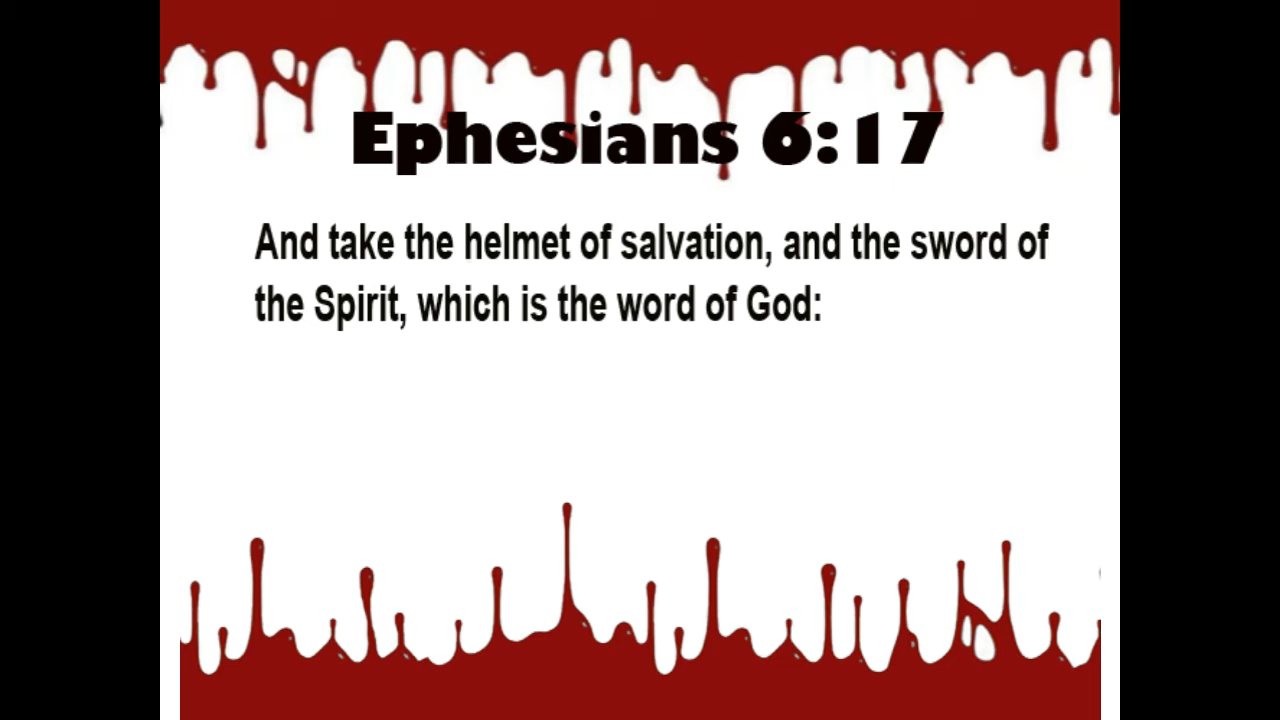 Ephesians 6:17
And take the helmet of salvation, and the sword of
the Spirit, which is the word of God: